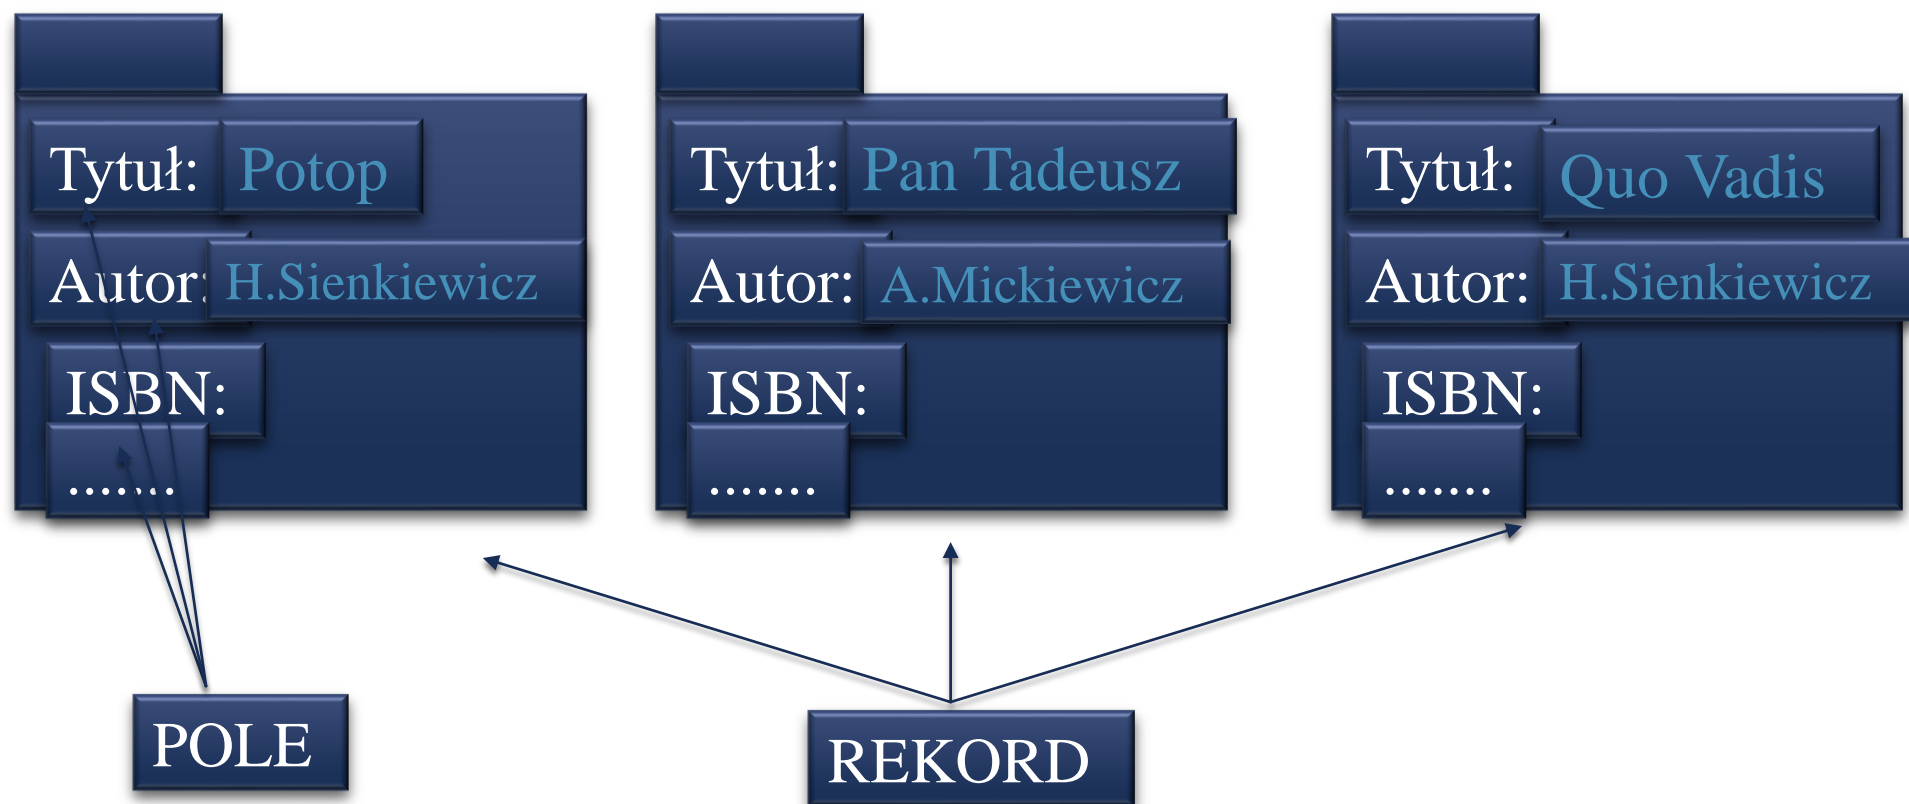 Tytuł: Potop
Autor: H.Sienkiewicz
ISBN:
.......
Tytuł: Pan Tadeusz
Autor: A.Mickiewicz
ISBN:
.......
Tytuł: Quo Vadis
Autor: H.Sienkiewicz
ISBN:
.......
POLE
REKORD